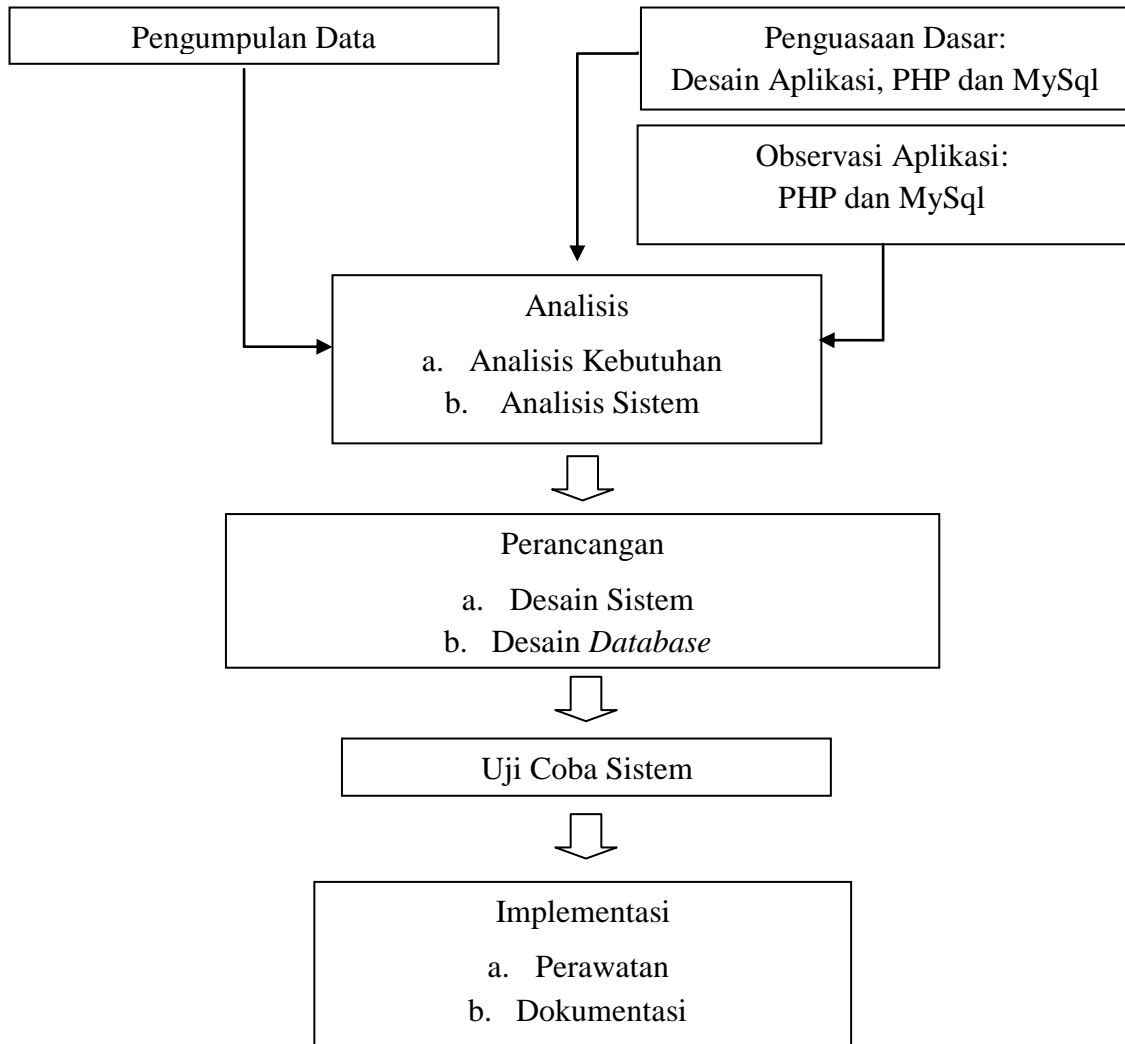 Pengumpulan Data
Penguasaan Dasar:
Desain Aplikasi, PHP dan MySql
Observasi Aplikasi:
PHP dan MySql
Analisis
a. Analisis Kebutuhan
b. Analisis Sistem
Perancangan
a. Desain Sistem
b. Desain Database
Uji Coba Sistem
Implementasi
a. Perawatan
b. Dokumentasi